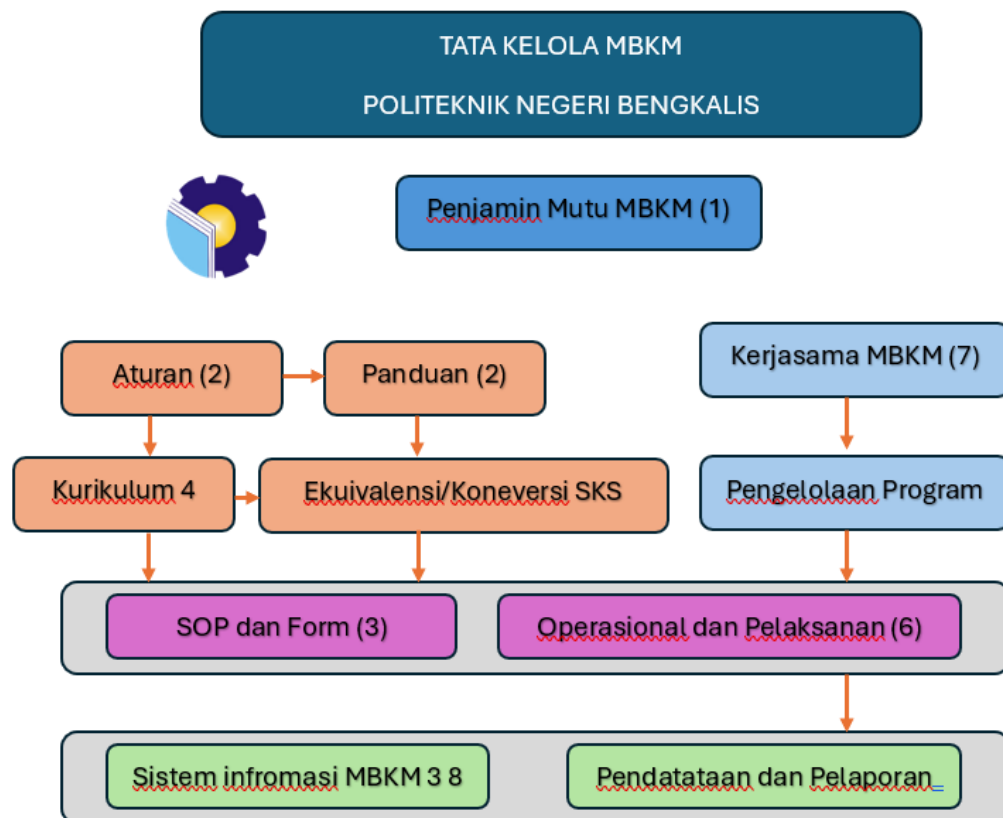 TATA KELOLA MBKM
POLITEKNIK NEGERI BENGKALIS
Penjamin Mutu MBKM (1)
Aturan (2)
Panduan (2)
Kerjasama MBKM (7)
Kurikulum 4
Ekuivalensi/Koneversi SKS
Pengelolaan Program
SOP dan Form (3)
Operasional dan Pelaksanan (6)
Sistem infromasi MBKM 3 8
Pendatataan dan Pelaporan